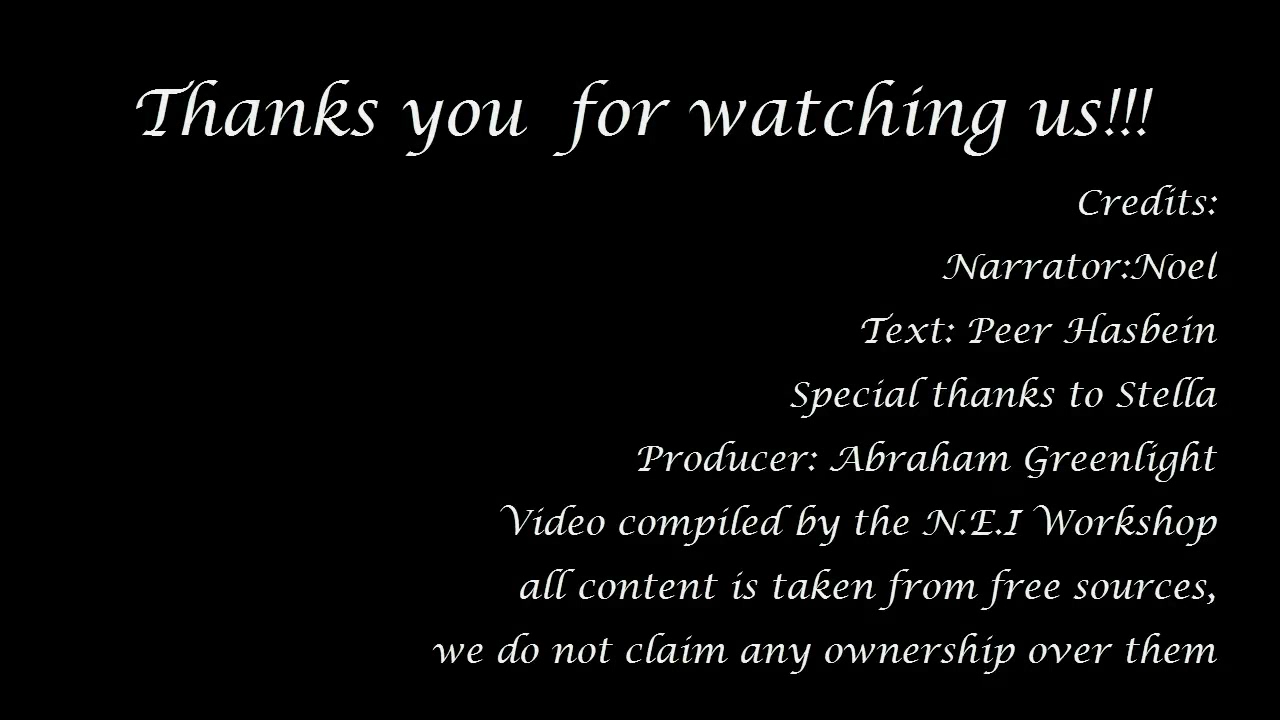 Thanks you for watching us!!!
Credits:
Narrator:Noel
Text: Peer Hasbein
Special thanks to Stella
Producer: Abraham Greenlight
Video compiled by the N.E.I Workshop
all content is taken from free sources,
we do not claim any ownership over them